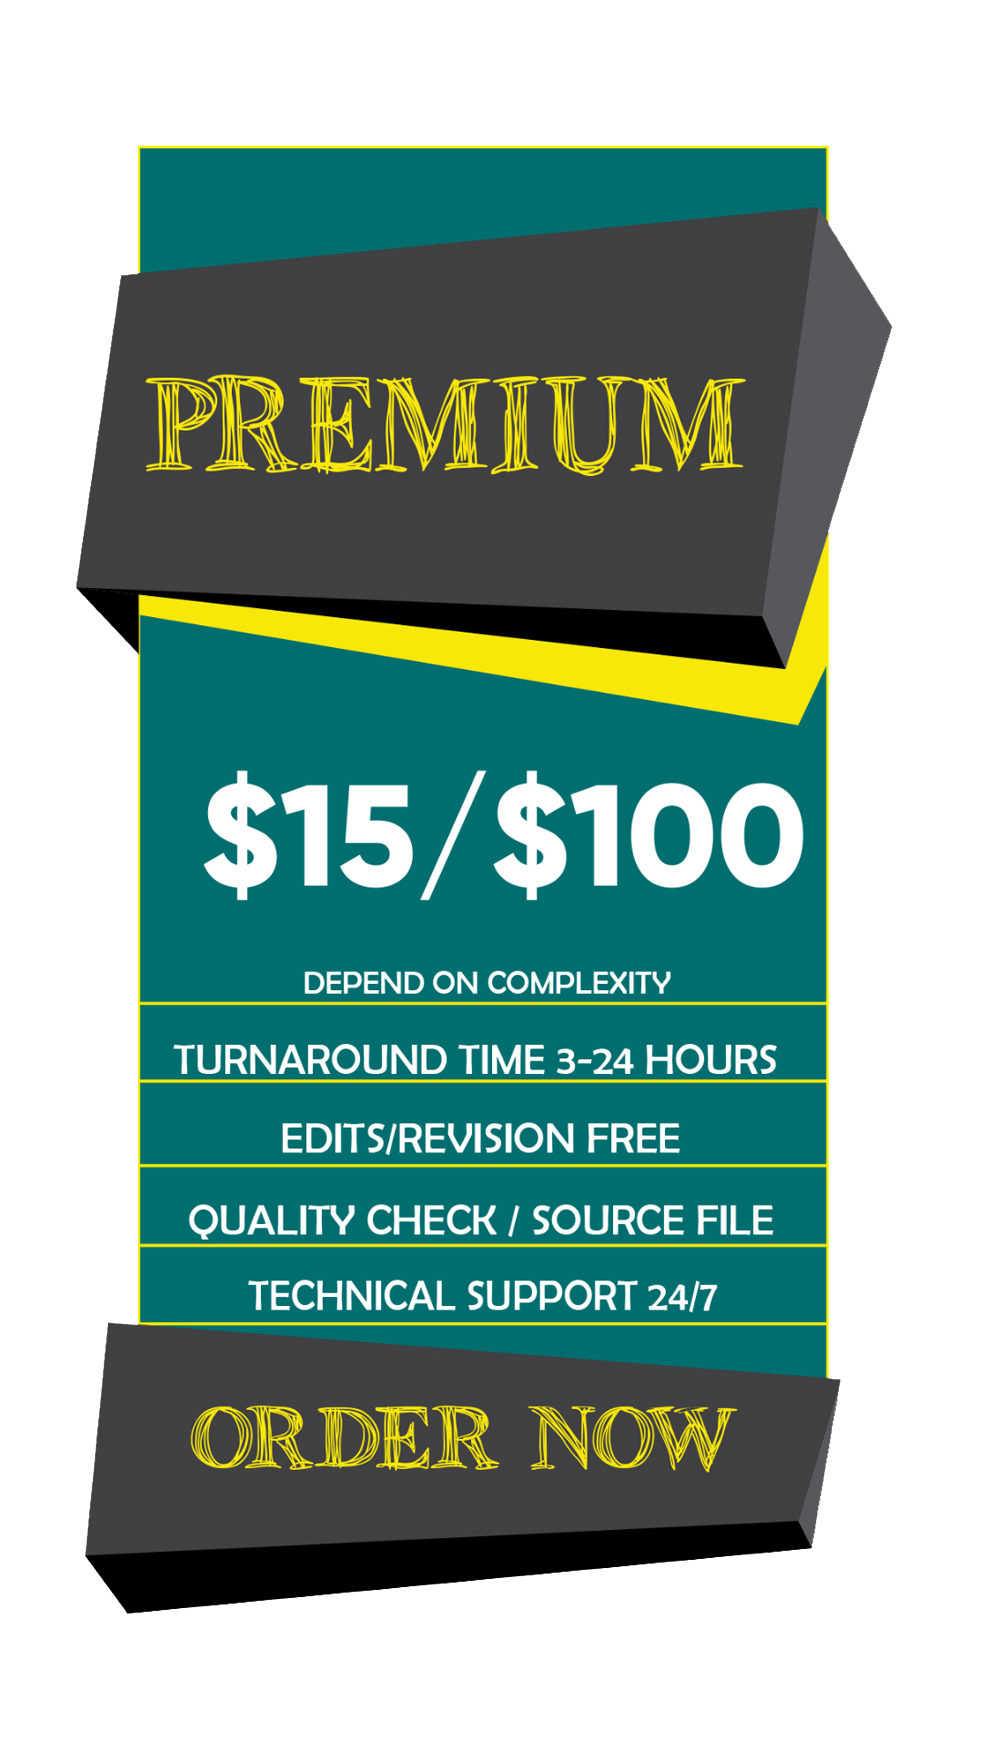 PREMIUM
$15/$100
DEPEND ON COMPLEXITY
TURNAROUND TIME 3-24 HOURS
EDITS/REVISION FREE
QUALITY CHECK / SOURCE FILE
TECHNICAL SUPPORT 24/7
ORDER NOW